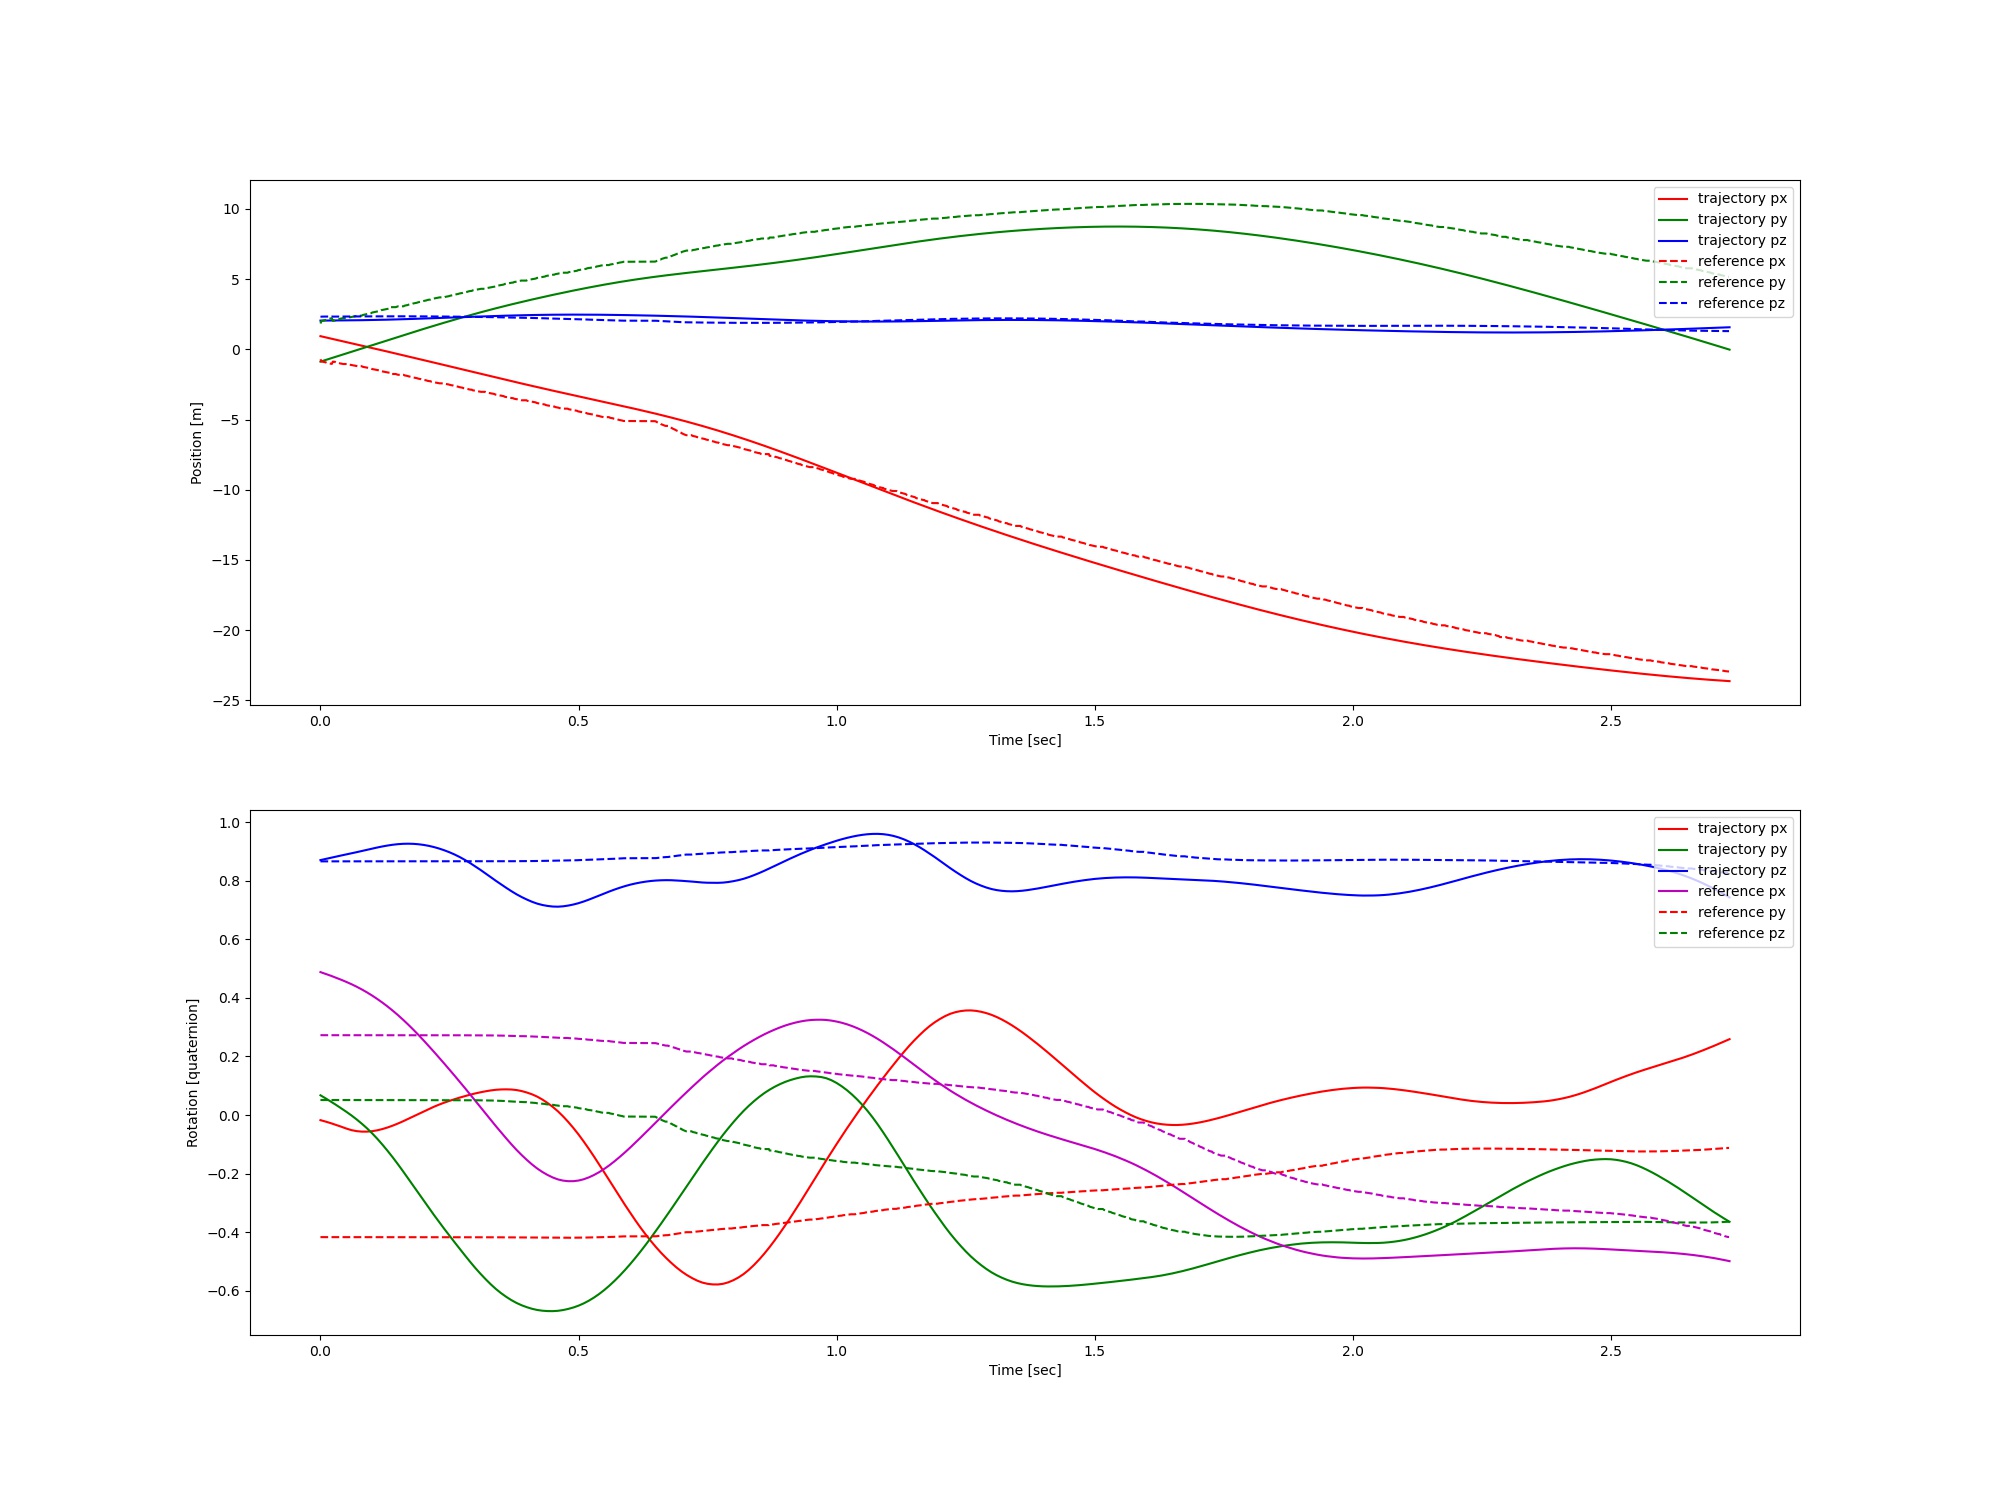 10
5
0
−5
−10
−15
−20
−25
Position [m]
trajectory px
trajectory py
trajectory pz
reference px
reference py
reference pz
0.0 0.5 1.0 1.5 2.0 2.5
Time [sec]
1.0
0.8
0.6
0.4
0.2
0.0
−0.2
−0.4
−0.6
Rotation [quaternion]
trajectory px
trajectory py
trajectory pz
reference px
reference py
reference pz
0.0 0.5 1.0 1.5 2.0 2.5
Time [sec]